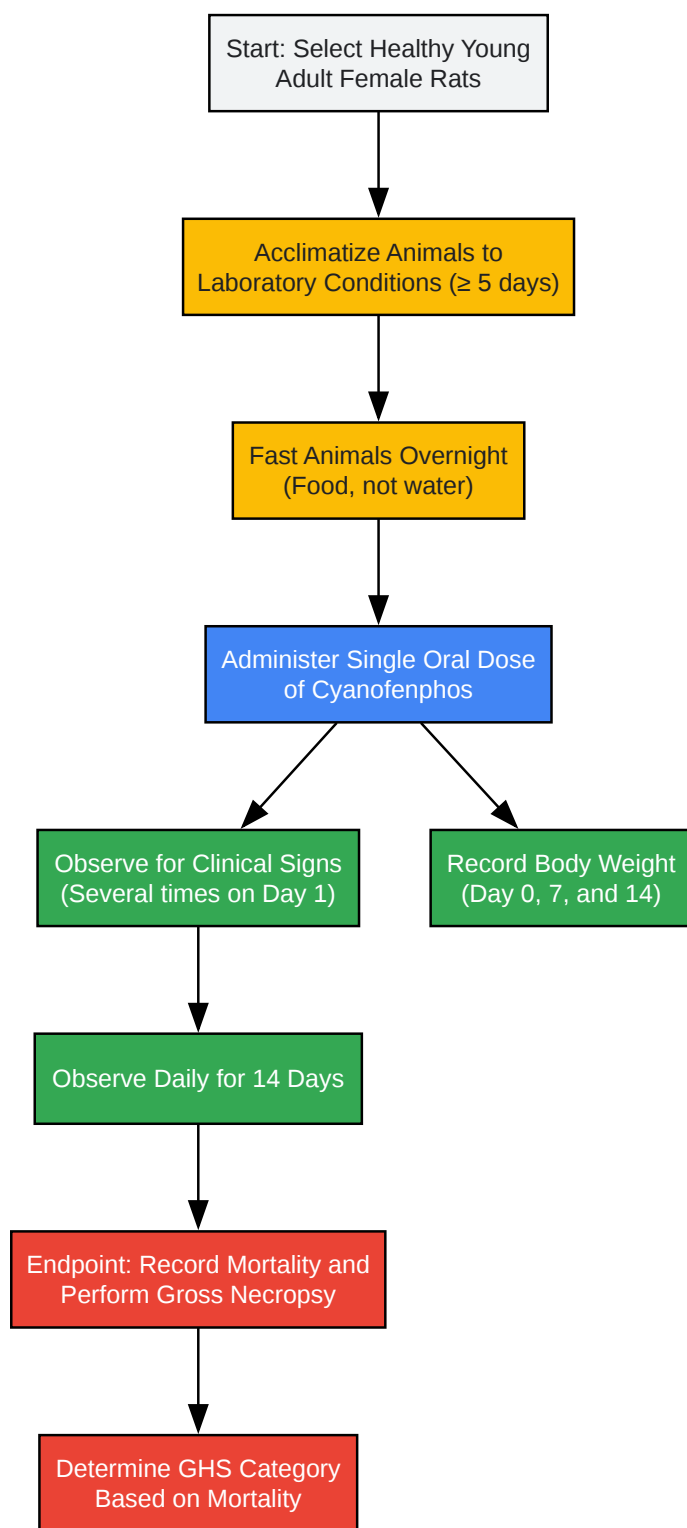 Start: Select Healthy Young
Adult Female Rats
Acclimatize Animals to
Laboratory Conditions (≥ 5 days)
Fast Animals Overnight
(Food, not water)
Administer Single Oral Dose
of Cyanofenphos
Observe for Clinical Signs
(Several times on Day 1)
Record Body Weight
(Day 0, 7, and 14)
Observe Daily for 14 Days
Endpoint: Record Mortality and
Perform Gross Necropsy
Determine GHS Category
Based on Mortality